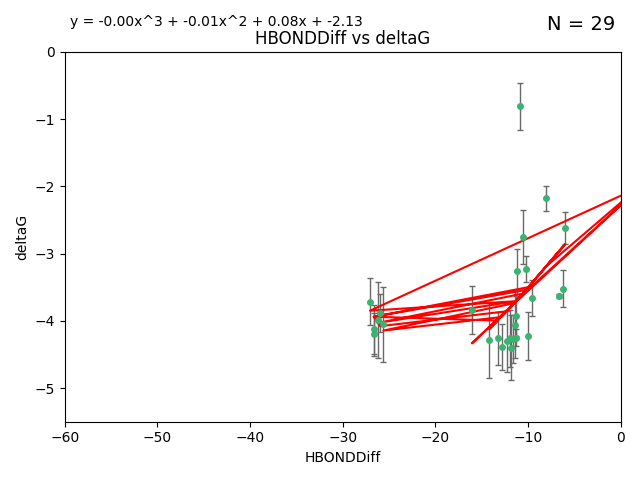 y = -0.00x^3 + -0.01x^2 + 0.08x + -2.13
N = 29
HBONDDiff vs deltaG
0
−1
−2
−3
−4
−5
deltaG
−60
−50
−40
−30
−20
−10
0
HBONDDiff